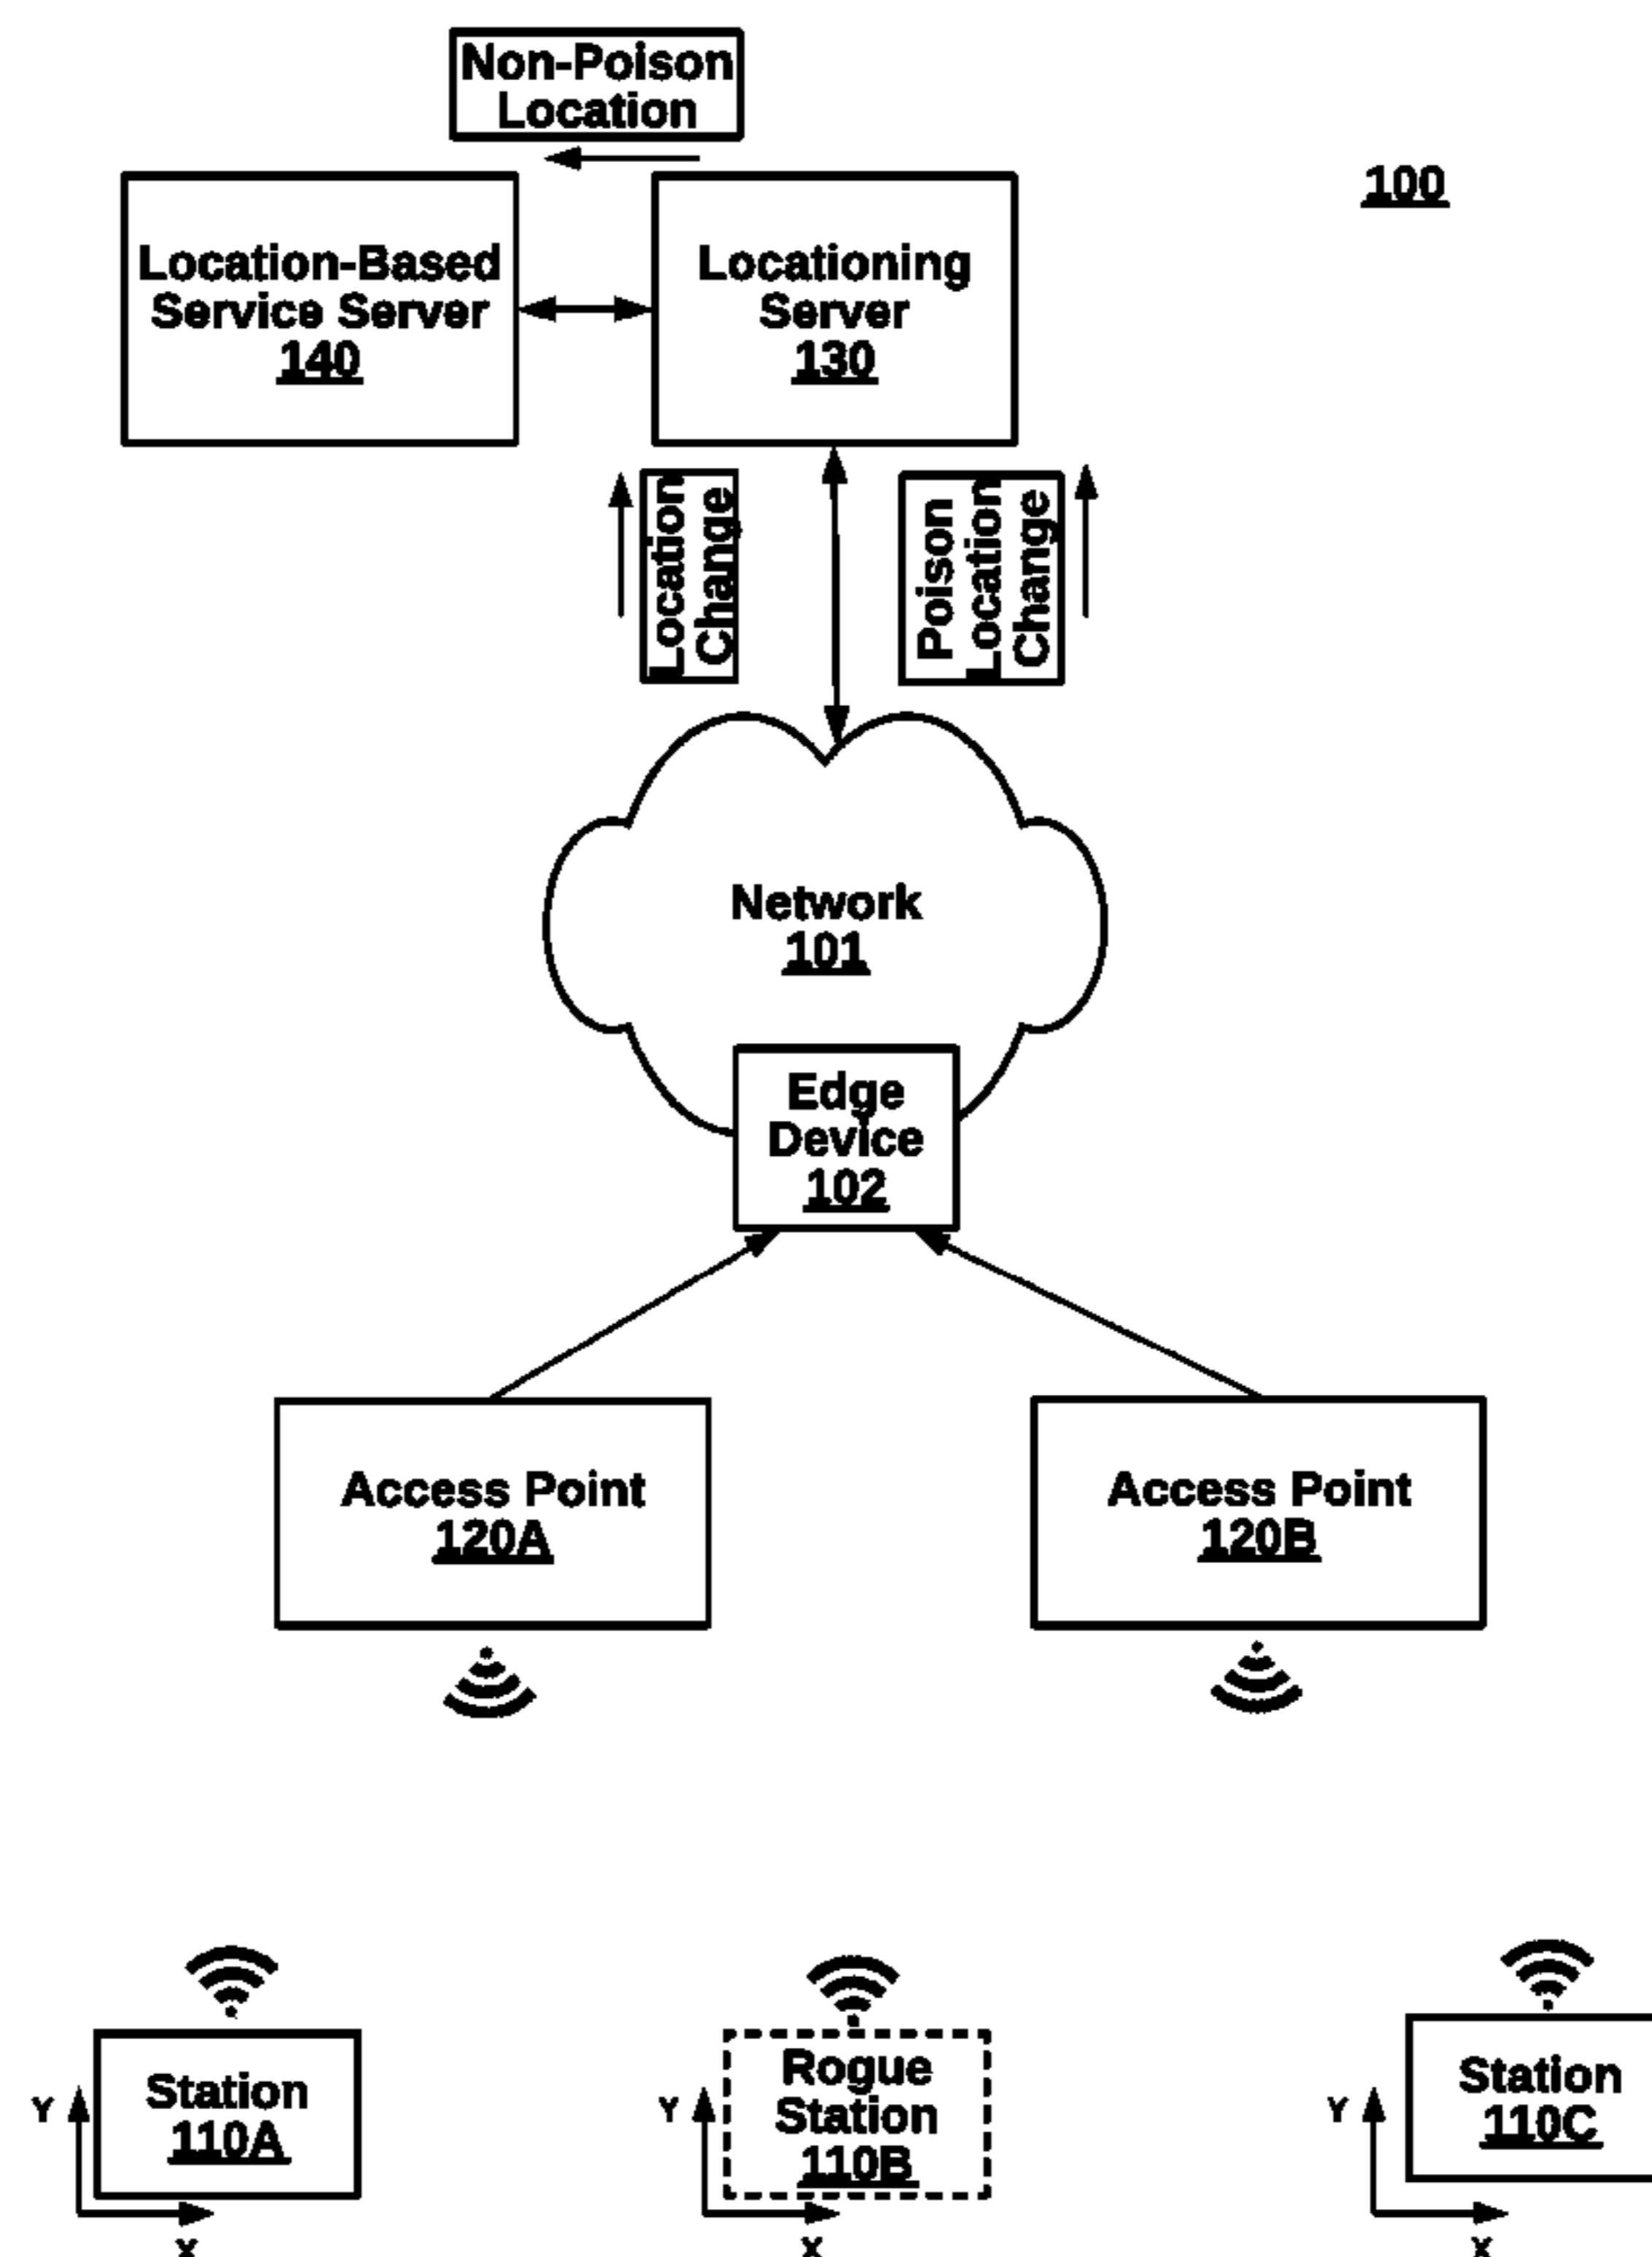 Non-Poison
Location
100
Location-Based
Service Server
140
Locationing
Server
130
Location
Change
Poison
Location
Change
Network
101
Edge
Device
102
Access Point
120A
Access Point
120B
Station
110A
Y
X
Rogue
Station
110B
Y
X
Station
110C
Y
X